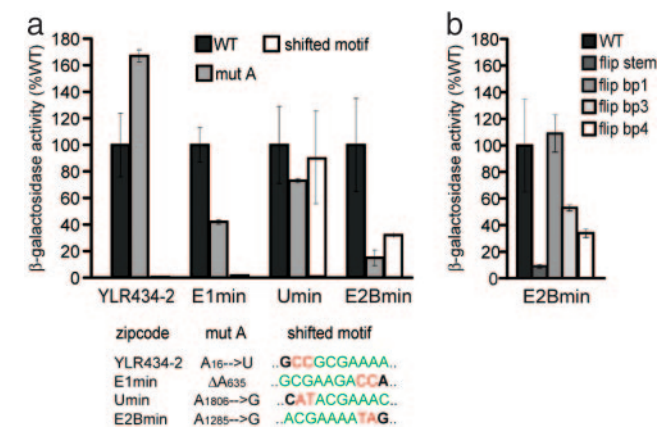 a
b
β-galactosidase activity (%WT)
180
160
140
120
100
80
60
40
20
0
WT
shifted motif
mut A
YLR434-2 E1min Umin E2Bmin
β-galactosidase activity (%WT)
180
160
140
120
100
80
60
40
20
0
WT
flip stem
flip bp1
flip bp3
flip bp4
E2Bmin
zipcode mut A shifted motif
YLR434-2 A16-->U ..GCCGCGAAAA..
E1min ΔA635 ..GCGAAGACCA..
Umin A1806-->G ..CATACGAAAC..
E2Bmin A1285-->G ..ACGAAAATAG..